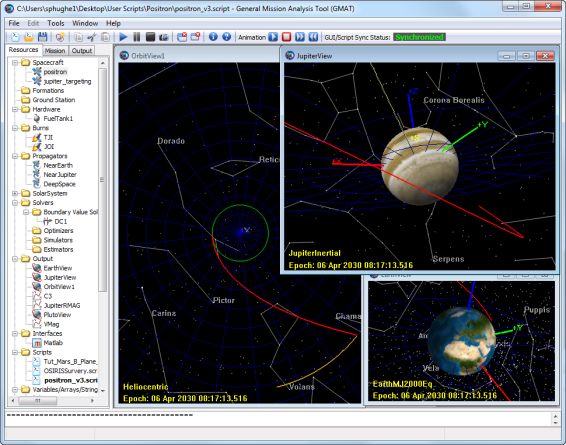 C:\Users\sphughe1\Desktop\User Scripts\Positron\positron_v3.script - General Mission Analysis Tool (GMAT)
File Edit Tools Window Help
Animation
GUI/Script Sync Status: Synchronized
Resources Mission Output
Spacecraft
positron
jupiter_targeting
Formations
Ground Station
Hardware
FuelTank1
Burns
TJI
JOI
Propagators
NearEarth
NearJupiter
DeepSpace
SolarSystem
Solvers
Boundary Value Sol
DC1
Optimizers
Simulators
Estimators
Output
EarthView
JupiterView
OrbitView1
C3
JupiterRMAG
PlutoView
VMag
Interfaces
Matlab
Scripts
Tut_Mars_B_Plane_
OSIRISSurvery.scr
positron_v3.scri
Variables/Arrays/String
OrbitView1
Dorado
Retic
Pictor
Carina
Chama
Volans
Heliocentric
Epoch: 06 Apr 2030 08:17:13.516
JupiterView
Corona Borealis
+Z
+Y
+X
Serpens
JupiterInertial
Epoch: 06 Apr 2030 08:17:13.516
EarthView
Puppis
+Y
Vela
EarthMJ2000Eq
Epoch: 06 Apr 2030 08:17:13.516